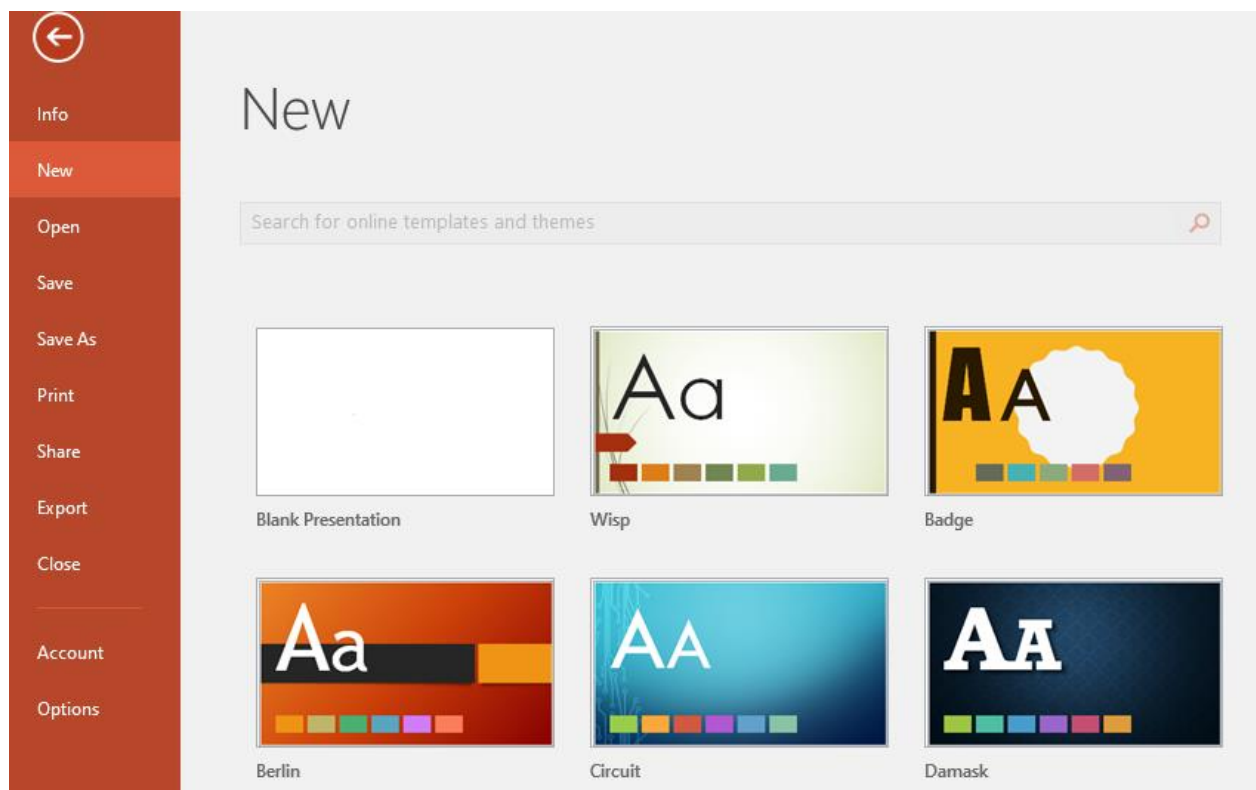 Info
New
Open
Save
Save As
Print
Share
Export
Close
Account
Options
New
Search for online templates and themes
Aa
AA
Blank Presentation
Wisp
Badge
Aa
AA
AA
Berlin
Circuit
Damask